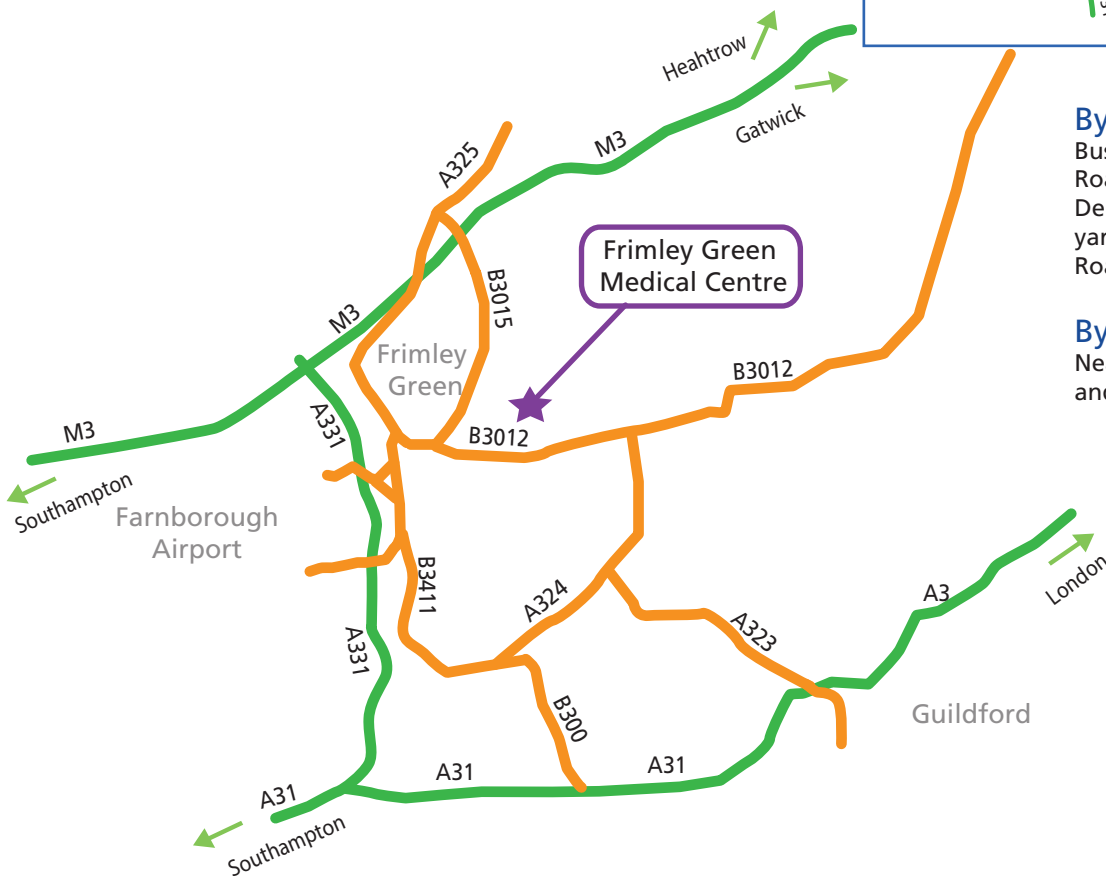 Heahtrow
Gatwick
M3
A325
Frimley Green
Medical Centre
B3015
M3
Frimley
Green
B3012
A331
B3012
M3
Southampton
Farnborough
Airport
B3411
A324
A3
London
A323
A331
B300
Guildford
A31
A31
A31
Southampton
By
Bus
Roa
De
yar
Roa
By
Ne
and